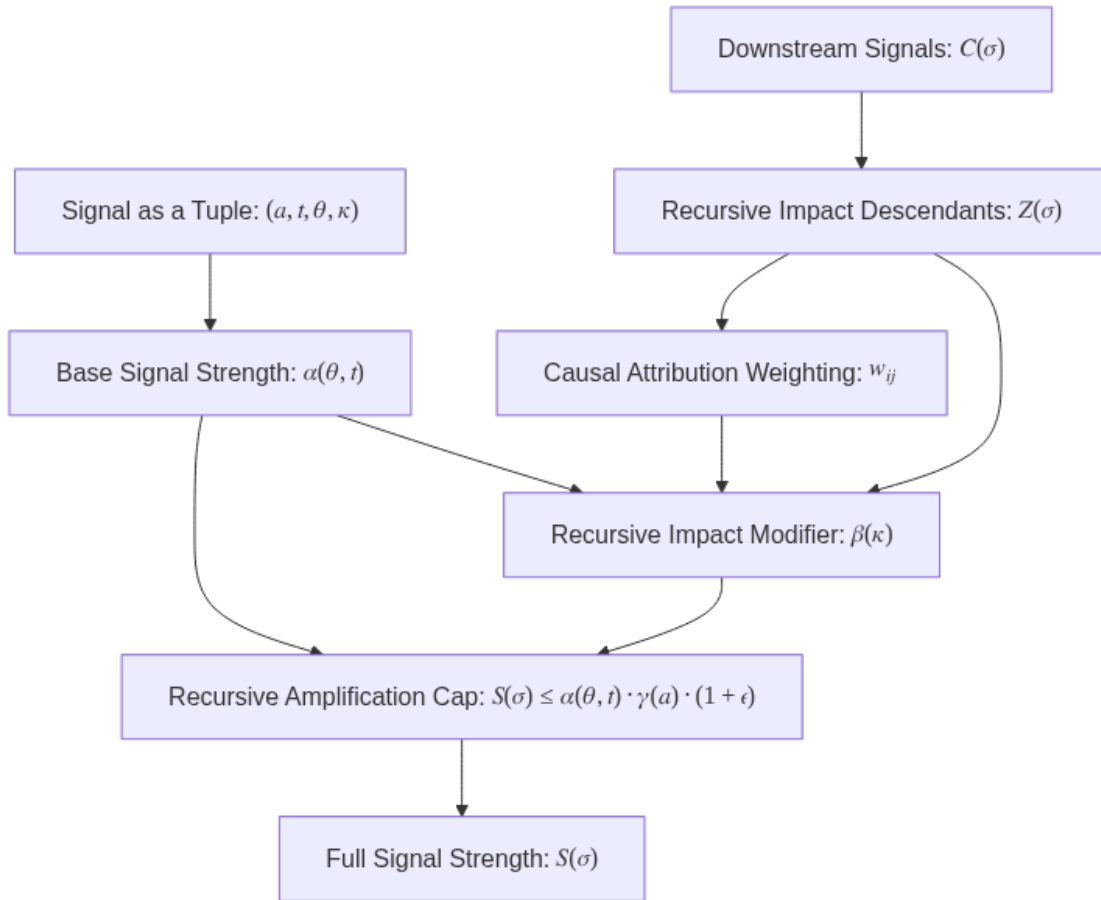 Downstream Signals: C(σ)
Signal as a Tuple: (a, t, θ, κ)
Recursive Impact Descendants: Z(σ)
Base Signal Strength: α(θ, t)
Causal Attribution Weighting: w_ij
Recursive Impact Modifier: β(κ)
Recursive Amplification Cap: S(σ) ≤ α(θ, t) · γ(a) · (1 + ϵ)
Full Signal Strength: S(σ)